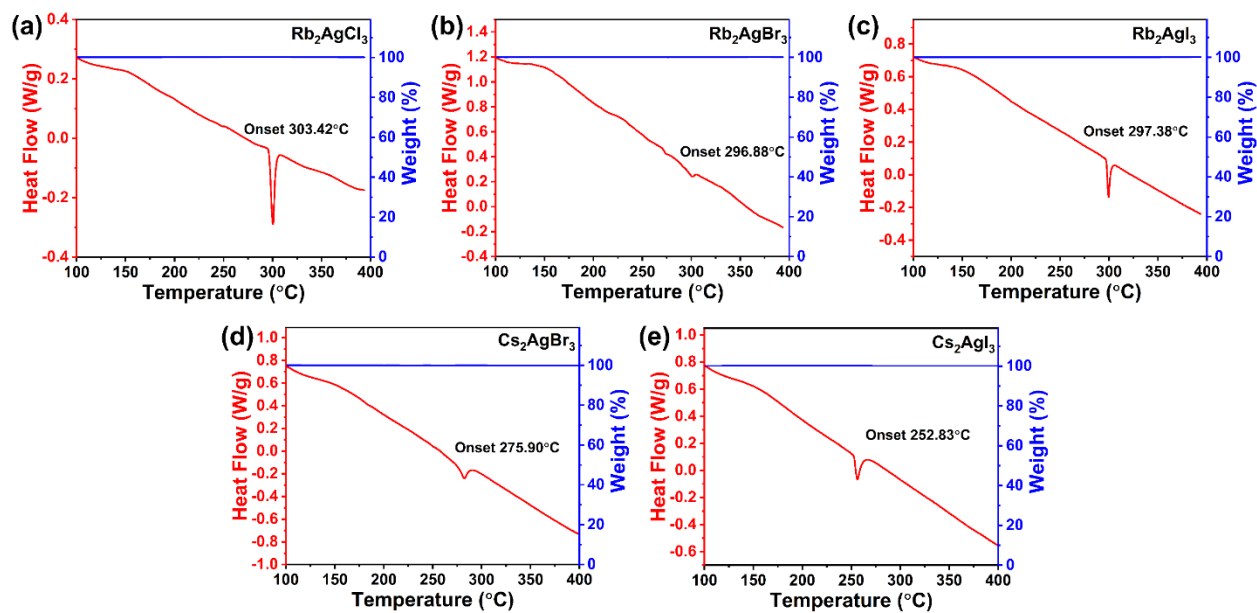 (a)
Rb₂AgCl₃
Heat Flow (W/g)
0.4
0.2
0.0
-0.2
-0.4
Onset 303.42°C
100
80
60
40
20
0
Weight (%)
100 150 200 250 300 350 400
Temperature (°C)
(b)
Rb₂AgBr₃
Heat Flow (W/g)
1.4
1.2
1.0
0.8
0.6
0.4
0.2
0.0
-0.2
-0.4
Onset 296.88°C
100
80
60
40
20
0
Weight (%)
100 150 200 250 300 350 400
Temperature (°C)
(c)
Rb₂AgI₃
Heat Flow (W/g)
0.8
0.6
0.4
0.2
0.0
-0.2
-0.4
Onset 297.38°C
100
80
60
40
20
0
Weight (%)
100 150 200 250 300 350 400
Temperature (°C)
(d)
Cs₂AgBr₃
Heat Flow (W/g)
1.0
0.8
0.6
0.4
0.2
0.0
-0.2
-0.4
-0.6
-0.8
-1.0
Onset 275.90°C
100
80
60
40
20
0
Weight (%)
100 150 200 250 300 350 400
Temperature (°C)
(e)
Cs₂AgI₃
Heat Flow (W/g)
1.0
0.8
0.6
0.4
0.2
0.0
-0.2
-0.4
-0.6
Onset 252.83°C
100
80
60
40
20
0
Weight (%)
100 150 200 250 300 350 400
Temperature (°C)